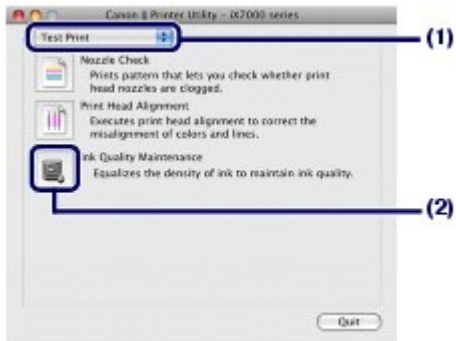 Canon IJ Printer Utility – iX7000 series
(1)
Test Print
Nozzle Check
Prints pattern that lets you check whether print
head nozzles are clogged.
Print Head Alignment
Executes print head alignment to correct the
misalignment of colors and lines.
Ink Quality Maintenance
Equalizes the density of ink to maintain ink quality.
(2)
Quit